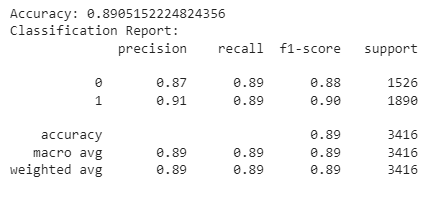 Accuracy: 0.8905152224824356
Classification Report:
precision recall f1-score support
0 0.87 0.89 0.88 1526
1 0.91 0.89 0.90 1890
accuracy 0.89 3416
macro avg 0.89 0.89 0.89 3416
weighted avg 0.89 0.89 0.89 3416